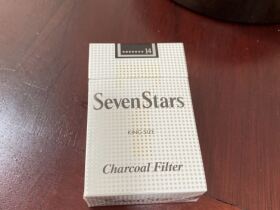 14
SevenStars
KING SIZE
Charcoal Filter